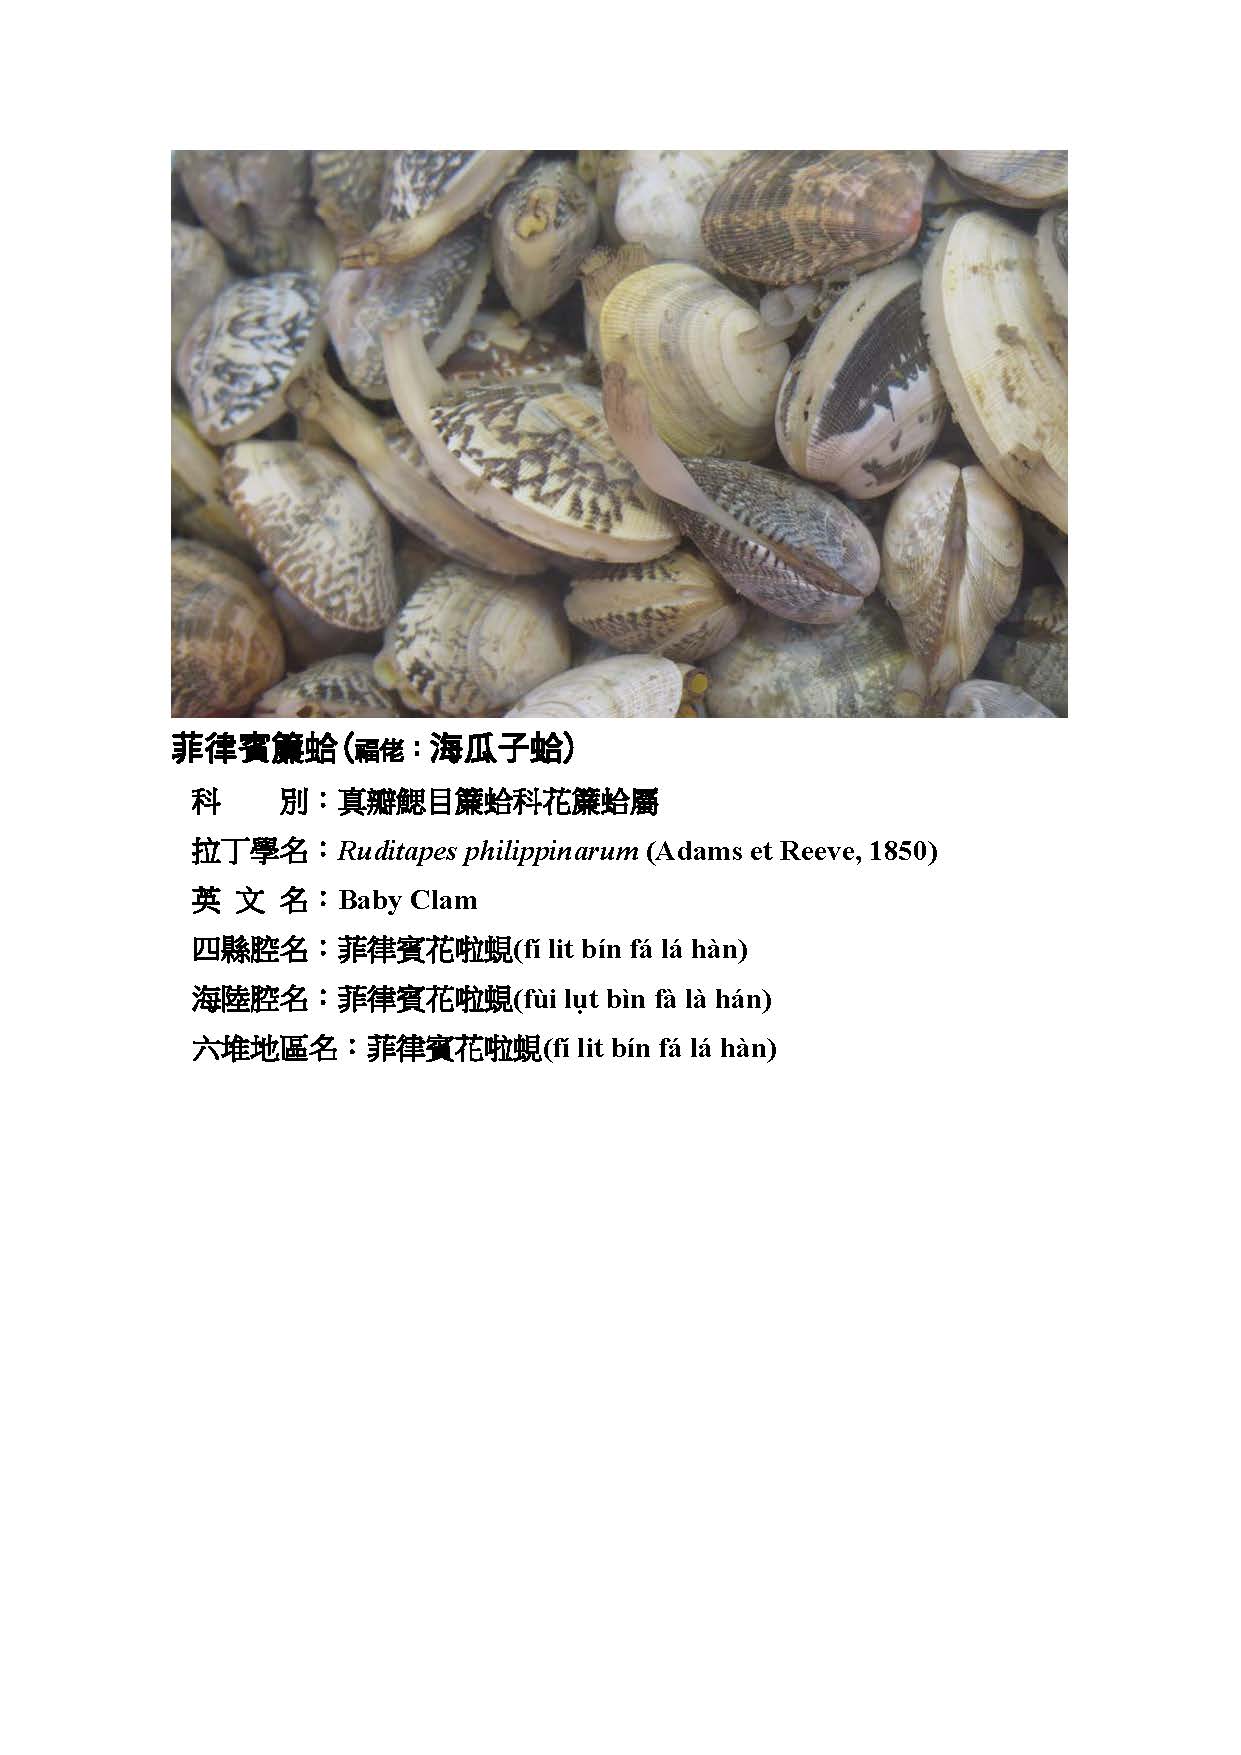 菲律賓簾蛤(福佬：海瓜子蛤)
科　　別：真瓣鰓目簾蛤科花簾蛤屬
拉丁學名：Ruditapes philippinarum (Adams et Reeve, 1850)
英 文 名：Baby Clam
四縣腔名：菲律賓花啦蜆(fí lit bín fá lá hàn)
海陸腔名：菲律賓花啦蜆(fùi lụt bìn fà là hán)
六堆地區名：菲律賓花啦蜆(fí lit bín fá lá hàn)